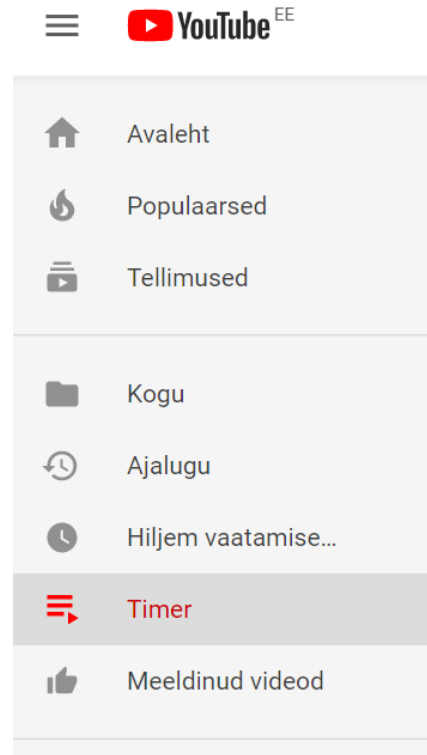 YouTube EE
Avaleht
Populaarsed
Tellimused
Kogu
Ajalugu
Hiljem vaatamise...
Timer
Meeldinud videod